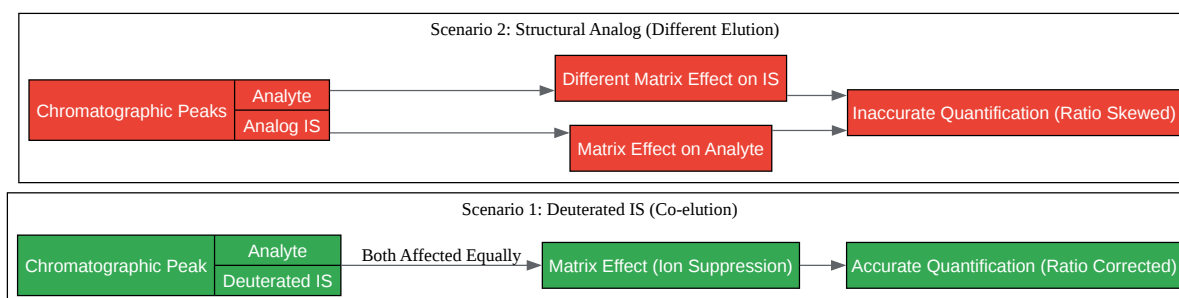 Scenario 2: Structural Analog (Different Elution)
Chromatographic Peaks
Analyte
Analog IS
Different Matrix Effect on IS
Matrix Effect on Analyte
Inaccurate Quantification (Ratio Skewed)
Scenario 1: Deuterated IS (Co-elution)
Chromatographic Peak
Analyte
Deuterated IS
Both Affected Equally
Matrix Effect (Ion Suppression)
Accurate Quantification (Ratio Corrected)